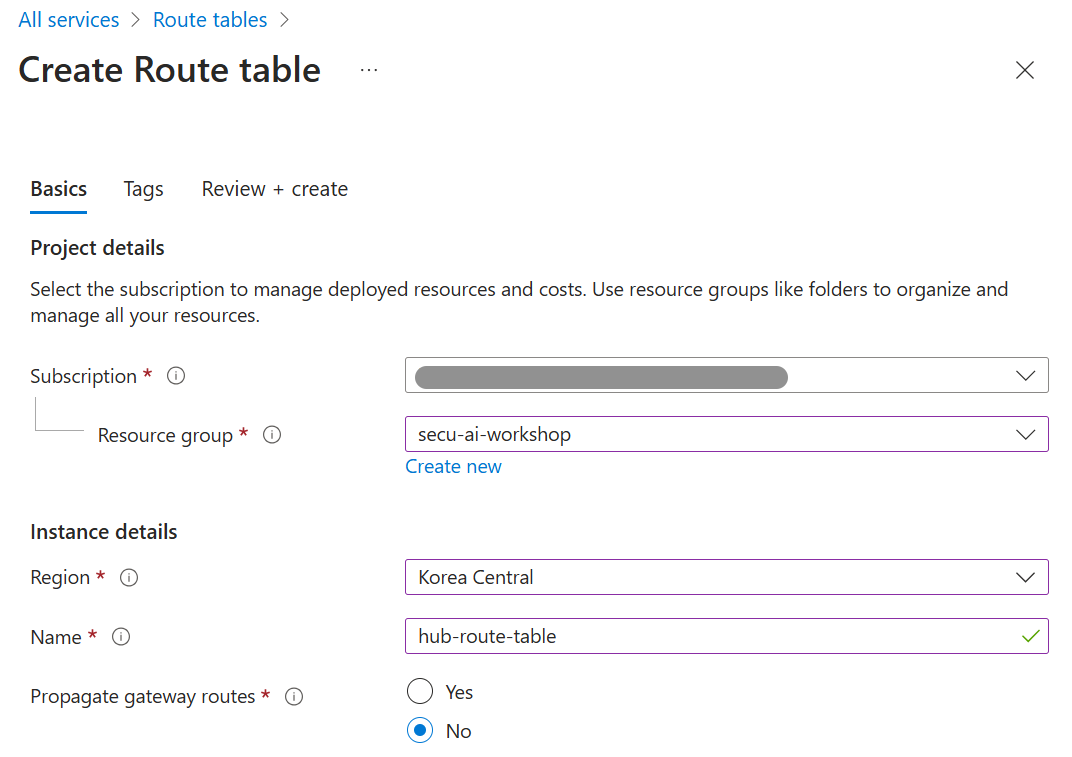 All services > Route tables >
Create Route table ...
Basics Tags Review + create
Project details
Select the subscription to manage deployed resources and costs. Use resource groups like folders to organize and
manage all your resources.
Subscription *
Resource group * secu-ai-workshop
Create new
Instance details
Region * Korea Central
Name * hub-route-table
Propagate gateway routes * Yes
No